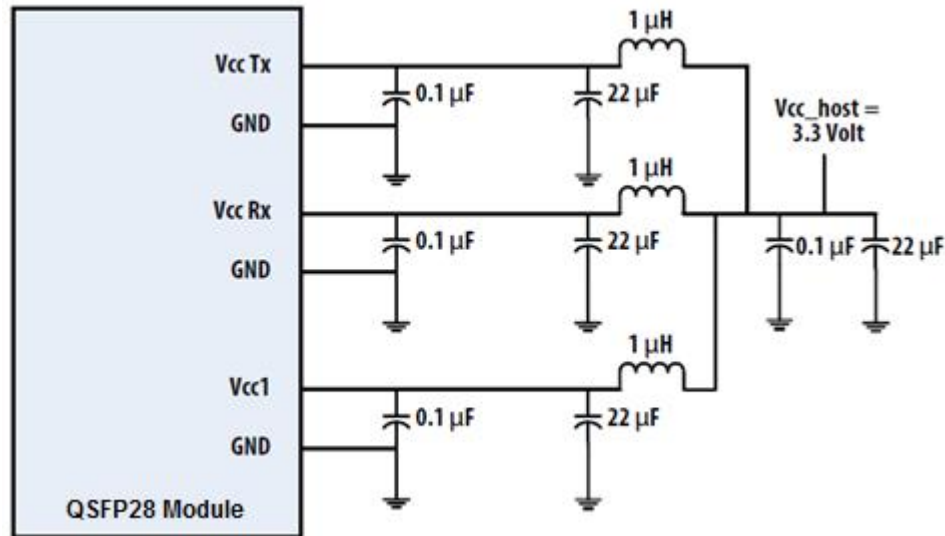 1 µH
Vcc Tx
0.1 µF
22 µF
GND
Vcc_host =
3.3 Volt
1 µH
Vcc Rx
0.1 µF
22 µF
0.1 µF
22 µF
GND
1 µH
Vcc1
0.1 µF
22 µF
GND
QSFP28 Module